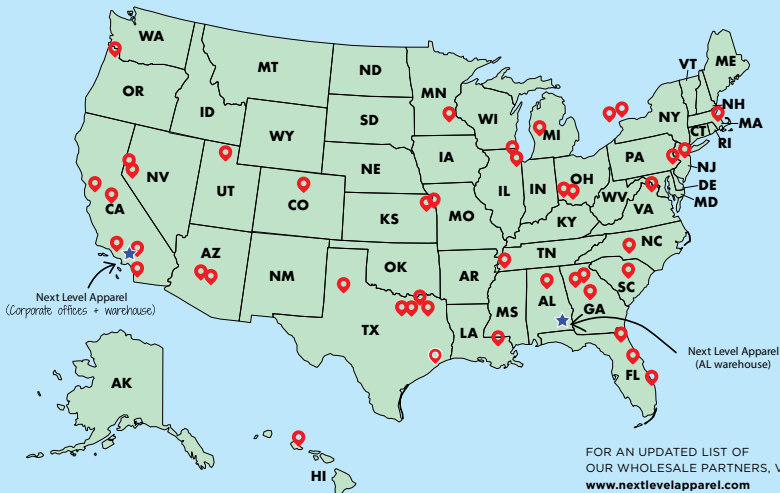 WA
MT
ND
MN
OR
ID
WY
SD
WI
MI
VT
ME
NY
NH
MA
CT
RI
NV
UT
CO
NE
IA
IL
IN
OH
PA
NJ
DE
MD
WV
VA
CA
KS
MO
KY
AZ
NM
OK
AR
TN
NC
SC
TX
LA
MS
AL
GA
FL
AK
HI
Next Level Apparel
(Corporate offices + warehouse)
Next Level Apparel
(AL warehouse)
FOR AN UPDATED LIST OF
OUR WHOLESALE PARTNERS, V
www.nextlevelapparel.com